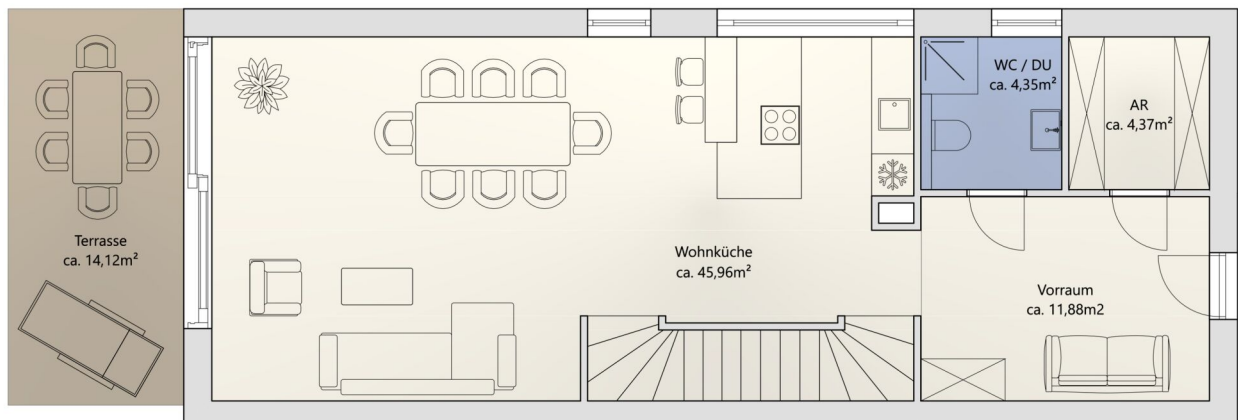 WC / DU
ca. 4,35m²
AR
ca. 4,37m²
Terrasse
ca. 14,12m²
Wohnküche
ca. 45,96m²
Vorraum
ca. 11,88m2